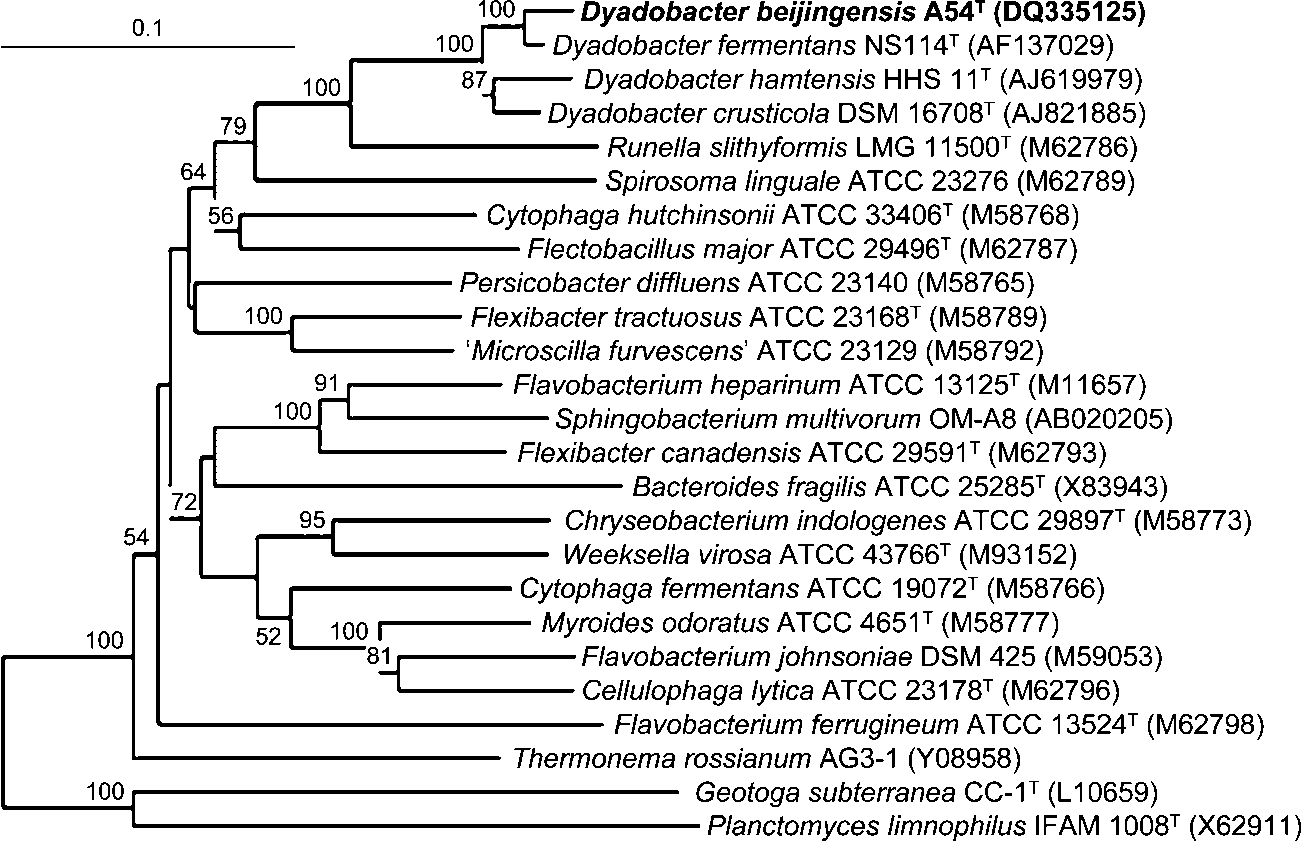 0.1
100
Dyadobacter beijingensis A54ᵀ (DQ335125)
100
Dyadobacter fermentans NS114ᵀ (AF137029)
87
Dyadobacter hamtensis HHS 11ᵀ (AJ619979)
100
Dyadobacter crusticola DSM 16708ᵀ (AJ821885)
79
Runella slithyformis LMG 11500ᵀ (M62786)
64
Spirosoma linguale ATCC 23276 (M62789)
56
Cytophaga hutchinsonii ATCC 33406ᵀ (M58768)
Flectobacillus major ATCC 29496ᵀ (M62787)
Persicobacter diffluens ATCC 23140 (M58765)
100
Flexibacter tractuosus ATCC 23168ᵀ (M58789)
'Microscilla furvescens' ATCC 23129 (M58792)
91
Flavobacterium heparinum ATCC 13125ᵀ (M11657)
100
Sphingobacterium multivorum OM-A8 (AB020205)
Flexibacter canadensis ATCC 29591ᵀ (M62793)
72
Bacteroides fragilis ATCC 25285ᵀ (X83943)
95
Chryseobacterium indologenes ATCC 29897ᵀ (M58773)
54
Weeksella virosa ATCC 43766ᵀ (M93152)
Cytophaga fermentans ATCC 19072ᵀ (M58766)
52
100
Myroides odoratus ATCC 4651ᵀ (M58777)
100
81
Flavobacterium johnsoniae DSM 425 (M59053)
Cellulophaga lytica ATCC 23178ᵀ (M62796)
Flavobacterium ferrugineum ATCC 13524ᵀ (M62798)
Thermonema rossianum AG3-1 (Y08958)
100
Geotoga subterranea CC-1ᵀ (L10659)
Planctomyces limnophilus IFAM 1008ᵀ (X62911)